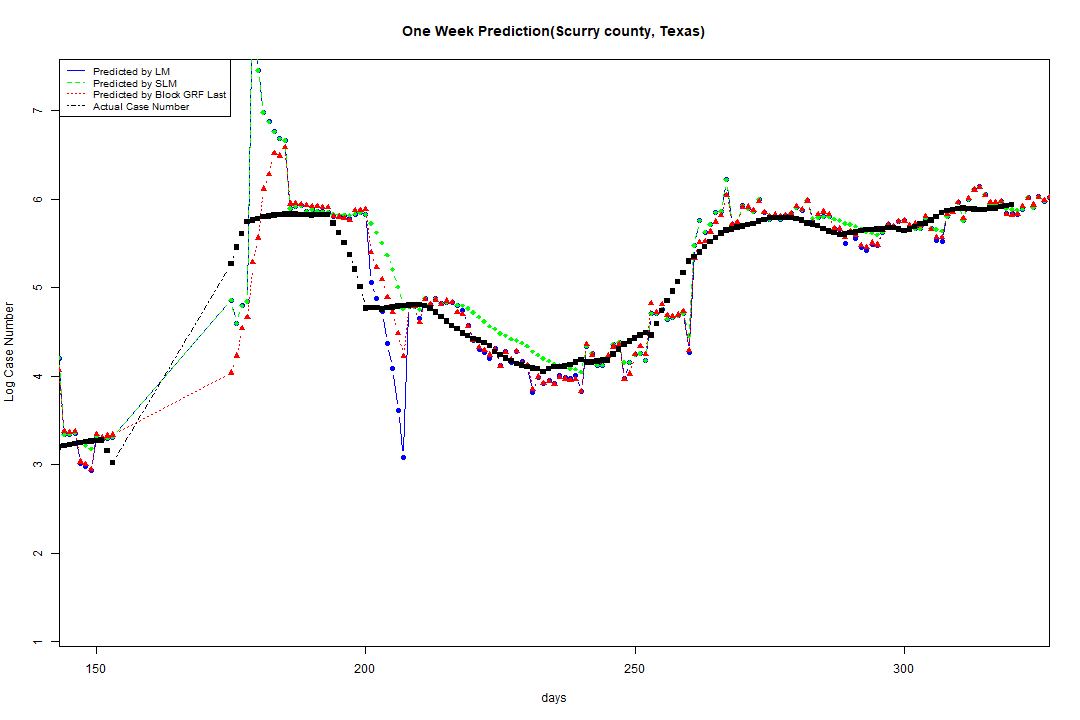 One Week Prediction(Scurry county, Texas)
Predicted by LM
Predicted by SLM
Predicted by Block GRF Last
Actual Case Number
7
6
5
4
3
2
1
Log Case Number
150 200 250 300
days